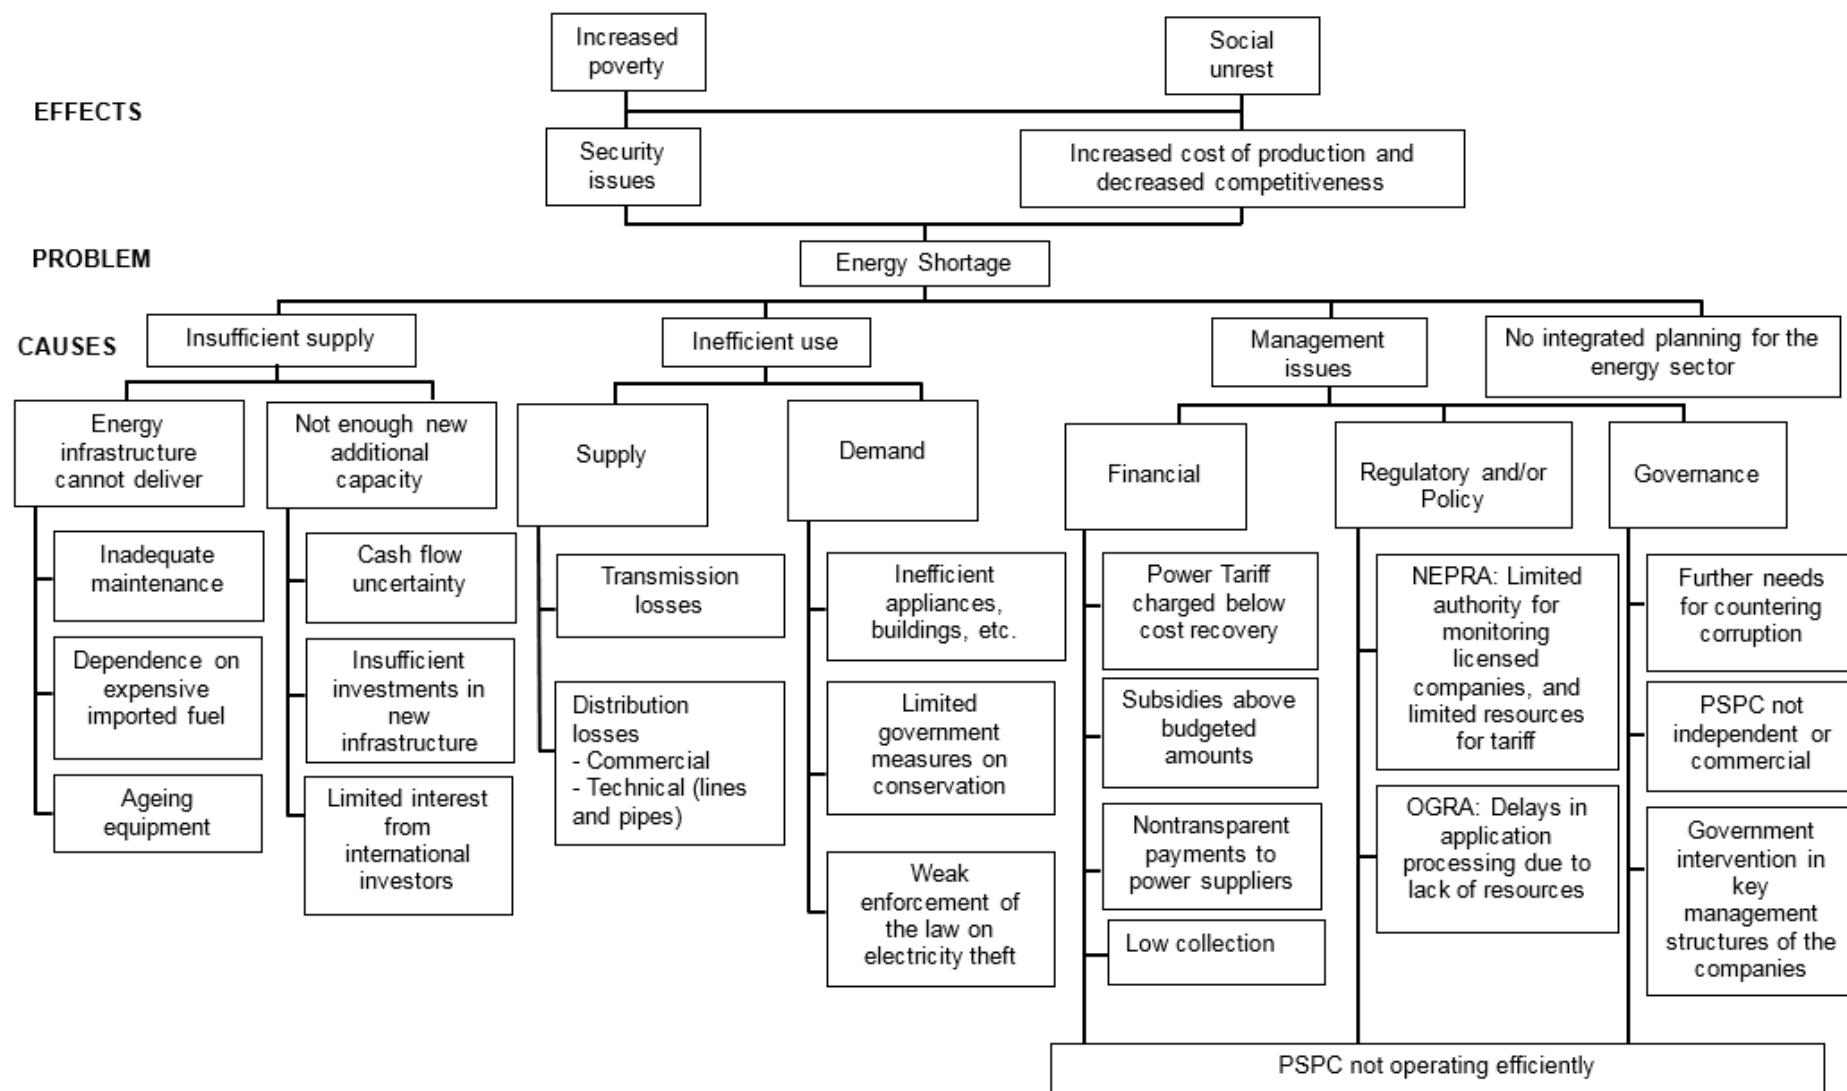 Increased
poverty
Social
unrest
EFFECTS
Security
issues
Increased cost of production and
decreased competitiveness
PROBLEM
Energy Shortage
CAUSES
Insufficient supply
Inefficient use
Management
issues
No integrated planning for the
energy sector
Energy
infrastructure
cannot deliver
Not enough new
additional
capacity
Supply
Demand
Financial
Regulatory and/or
Policy
Governance
Inadequate
maintenance
Dependence on
expensive
imported fuel
Ageing
equipment
Cash flow
uncertainty
Insufficient
investments in
new
infrastructure
Limited interest
from
international
investors
Transmission
losses
Distribution
losses
- Commercial
- Technical (lines
and pipes)
Inefficient
appliances,
buildings, etc.
Limited
government
measures on
conservation
Weak
enforcement of
the law on
electricity theft
Power Tariff
charged below
cost recovery
Subsidies above
budgeted
amounts
Nontransparent
payments to
power suppliers
Low collection
NEPRA: Limited
authority for
monitoring
licensed
companies, and
limited resources
for tariff
OGRA: Delays in
application
processing due to
lack of resources
Further needs
for countering
corruption
PSPC not
independent or
commercial
Government
intervention in
key
management
structures of the
companies
PSPC not operating efficiently